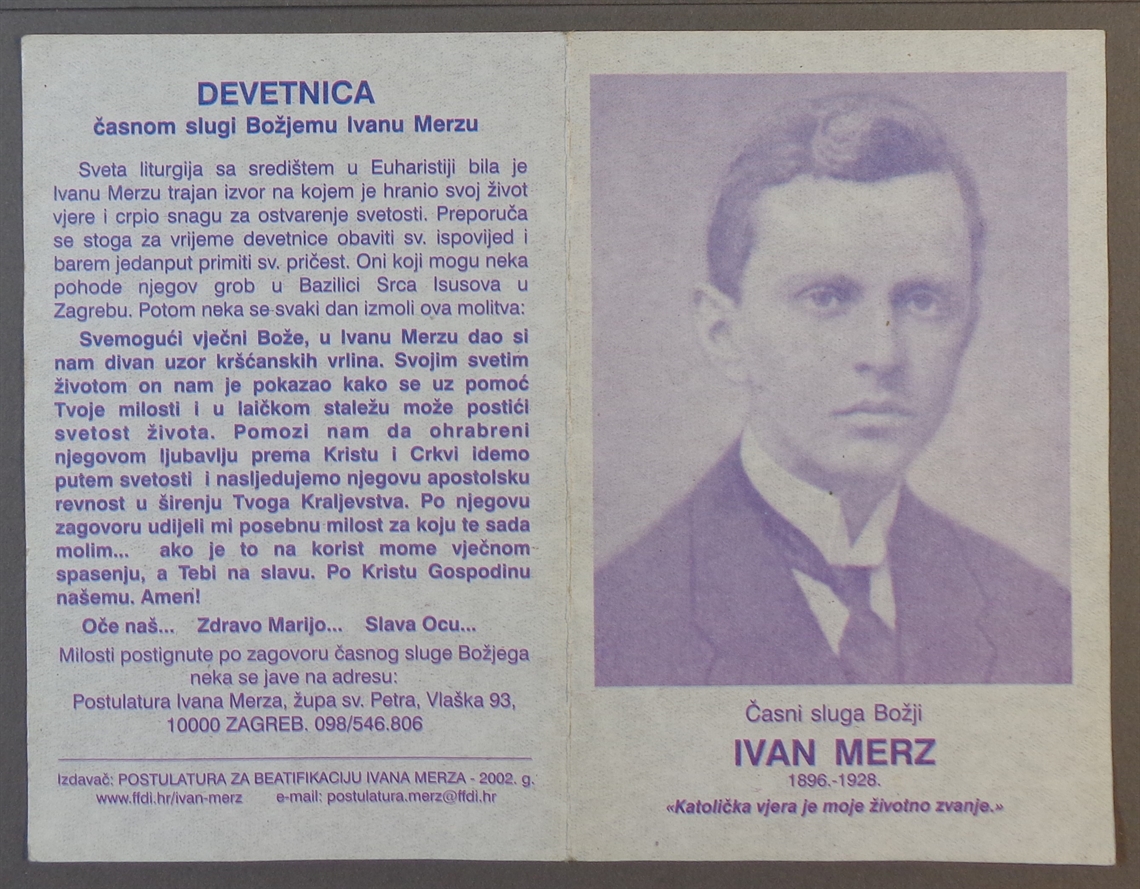 DEVETNICA
časnom slugi Božjemu Ivanu Merzu
Sveta liturgija sa središtem u Euharistiji bila je
Ivanu Merzu trajan izvor na kojem je hranio svoj život
vjere i crpio snagu za ostvarenje svetosti. Preporuča
se stoga za vrijeme devetnice obaviti sv. ispovijed i
barem jedanput primiti sv. pričest. Oni koji mogu neka
pohode njegov grob u Bazilici Srca Isusova u
Zagrebu. Potom neka se svaki dan izmoli ova molitva:
Svemogući vječni Bože, u Ivanu Merzu dao si
nam divan uzor kršćanskih vrlina. Svojim svetim
životom on nam je pokazao kako se uz pomoć
Tvoje milosti i u laičkom staležu može postići
svetost života. Pomozi nam da ohrabreni
njegovom ljubavlju prema Kristu i Crkvi idemo
putem svetosti i nasljedujemo njegovu apostolsku
revnost u širenju Tvoga Kraljevstva. Po njegovu
zagovoru udijeli mi posebnu milost za koju te sada
molim... ako je to na korist mome vječnom
spasenju, a Tebi na slavu. Po Kristu Gospodinu
našemu. Amen!
Oče naš... Zdravo Marijo... Slava Ocu...
Milosti postignute po zagovoru časnog sluge Božjega
neka se jave na adresu:
Postulatura Ivana Merza, župa sv. Petra, Vlaška 93,
10000 ZAGREB. 098/546.806
Izdavač: POSTULATURA ZA BEATIFIKACIJU IVANA MERZA - 2002. g.
www.ffdi.hr/ivan-merz e-mail: postulatura.merz@ffdi.hr
Časni sluga Božji
IVAN MERZ
1896.-1928.
«Katolička vjera je moje životno zvanje.»